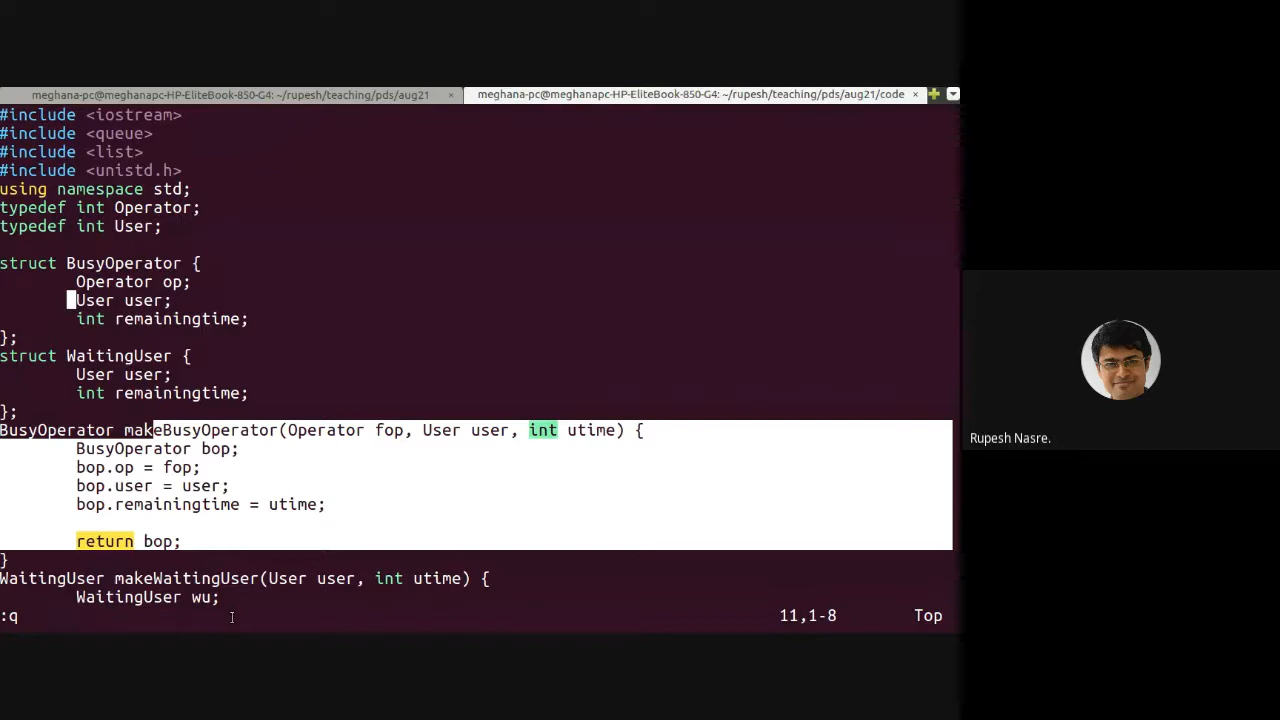 meghana-pc@meghanapc-HP-EliteBook-850-G4: ~/rupesh/teaching/pds/aug21 × meghana-pc@meghanapc-HP-EliteBook-850-G4: ~/rupesh/teaching/pds/aug21/code ×
#include <iostream>
#include <queue>
#include <list>
#include <unistd.h>
using namespace std;
typedef int Operator;
typedef int User;
struct BusyOperator {
Operator op;
User user;
int remainingtime;
};
struct WaitingUser {
User user;
int remainingtime;
};
BusyOperator makeBusyOperator(Operator fop, User user, int utime) {
BusyOperator bop;
bop.op = fop;
bop.user = user;
bop.remainingtime = utime;
return bop;
}
WaitingUser makeWaitingUser(User user, int utime) {
WaitingUser wu;
:q 11,1-8 Top
Rupesh Nasre.